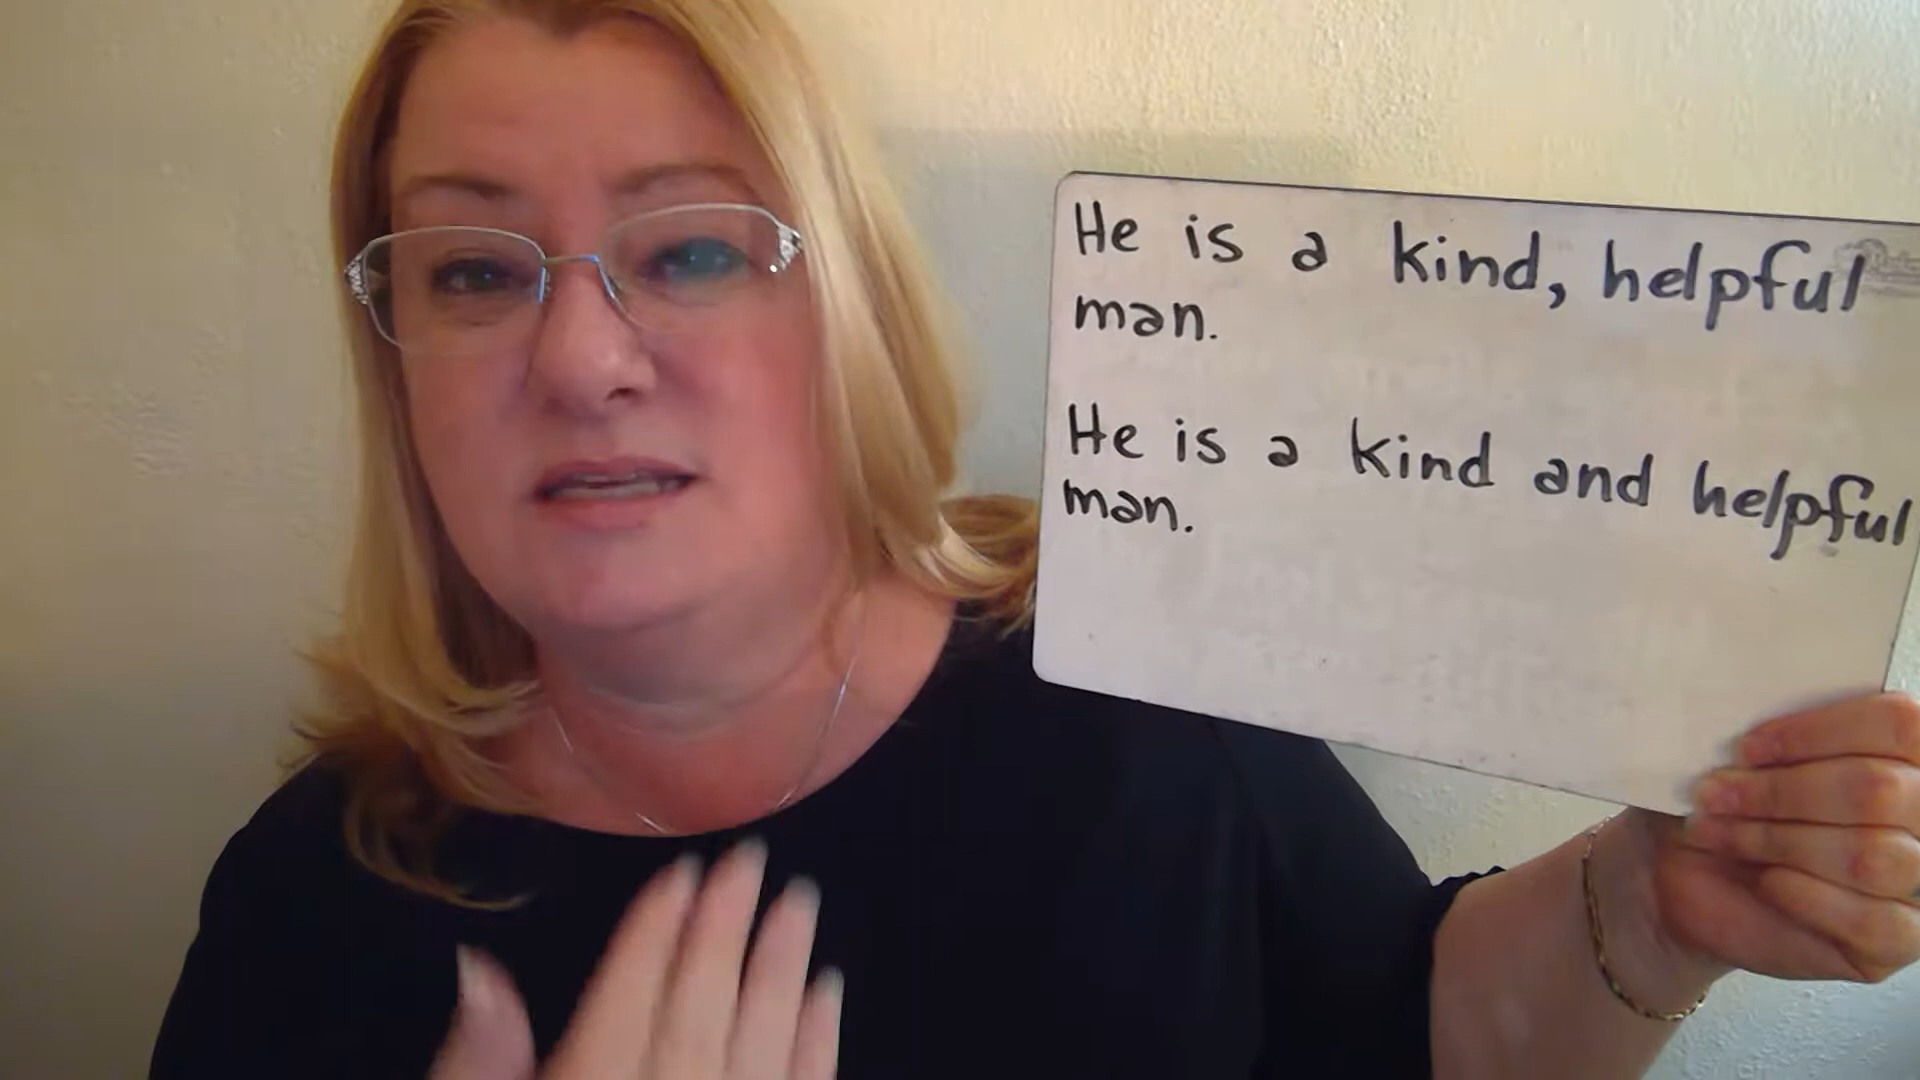 He is a kind, helpful
man.
He is a kind and helpful
man.